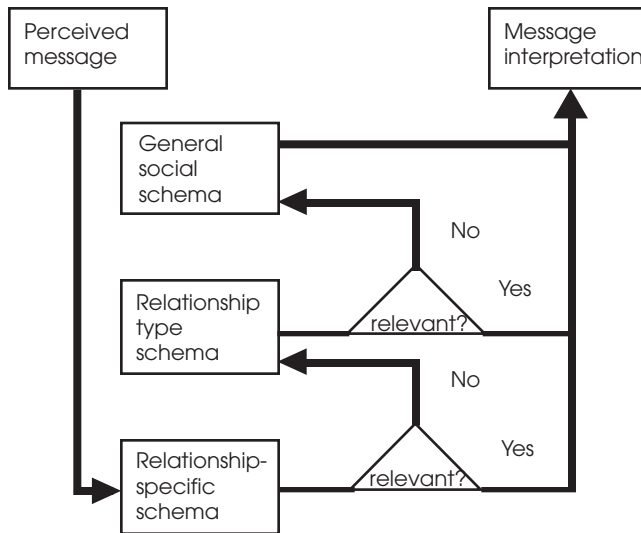 Perceived
message
Message
interpretation
General
social
schema
No
Yes
Relationship
type
schema
relevant?
No
Yes
Relationship-
specific
schema
relevant?